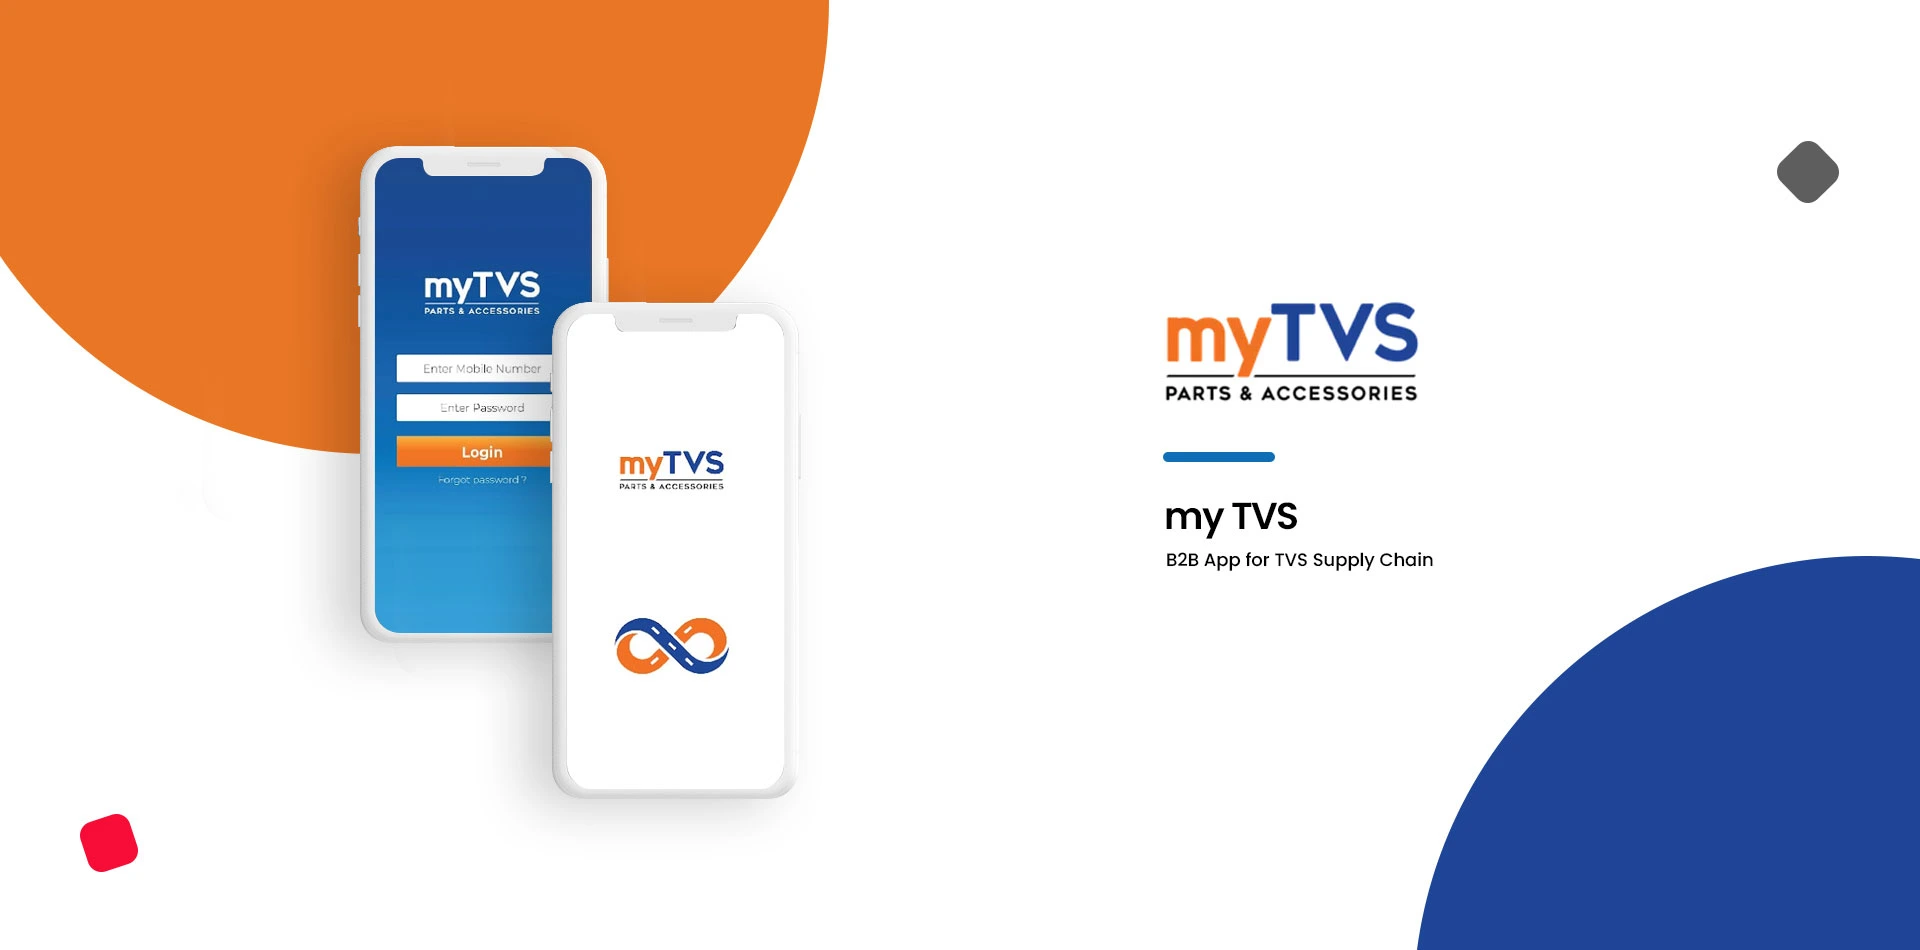 myTVS
PARTS & ACCESSORIES
Enter Mobile Number
Enter Password
Login
Forgot password ?
myTVS
PARTS & ACCESSORIES
myTVS
PARTS & ACCESSORIES
my TVS
B2B App for TVS Supply Chain